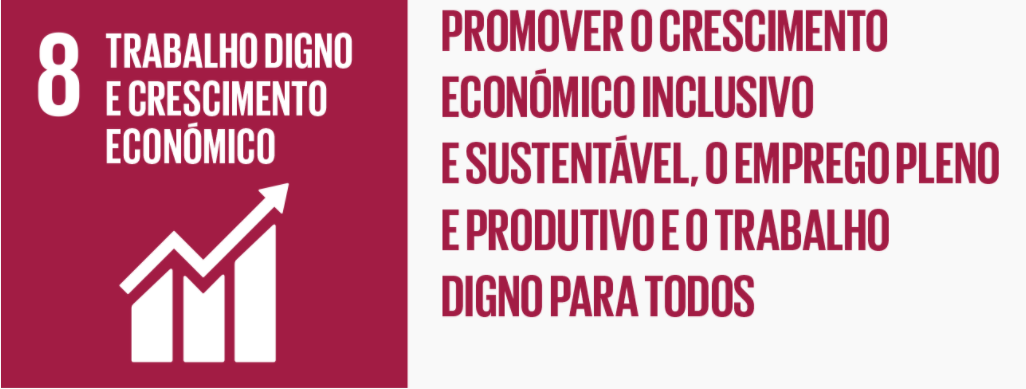 8
TRABALHO DIGNO
E CRESCIMENTO
ECONÓMICO
PROMOVER O CRESCIMENTO
ECONÓMICO INCLUSIVO
E SUSTENTÁVEL, O EMPREGO PLENO
E PRODUTIVO E O TRABALHO
DIGNO PARA TODOS